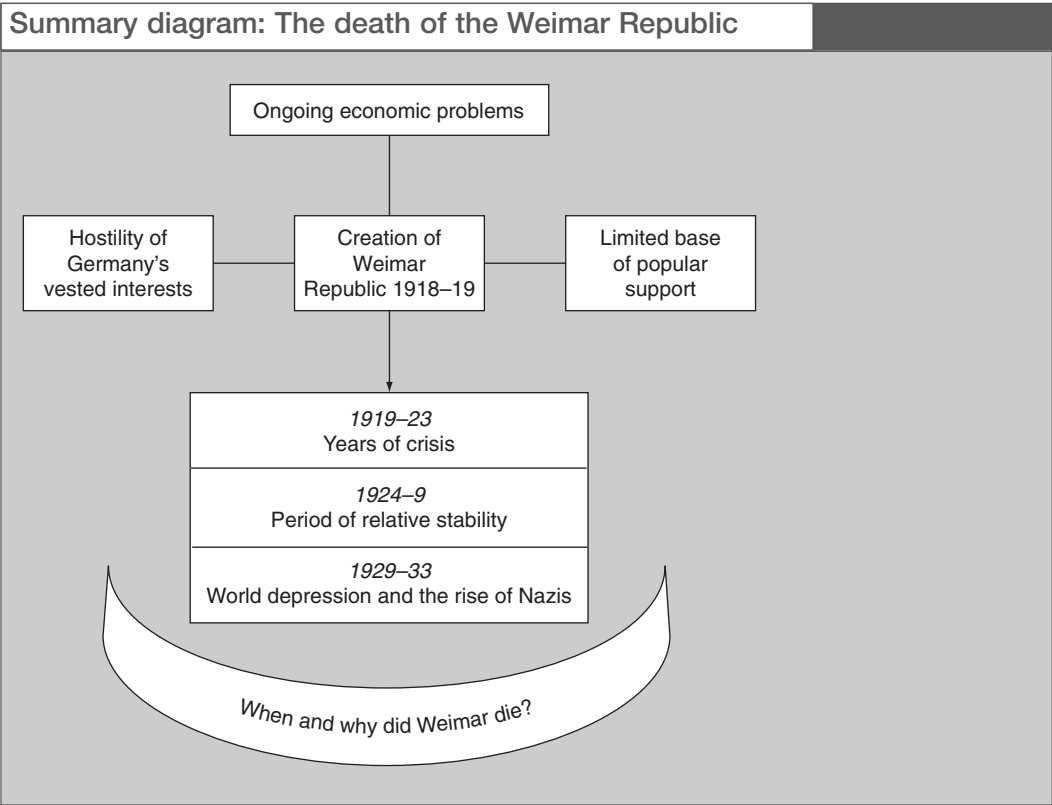 Summary diagram: The death of the Weimar Republic
Ongoing economic problems
Hostility of
Germany's
vested interests
Creation of
Weimar
Republic 1918–19
Limited base
of popular
support
1919–23
Years of crisis
1924–9
Period of relative stability
1929–33
World depression and the rise of Nazis
When and why did Weimar die?